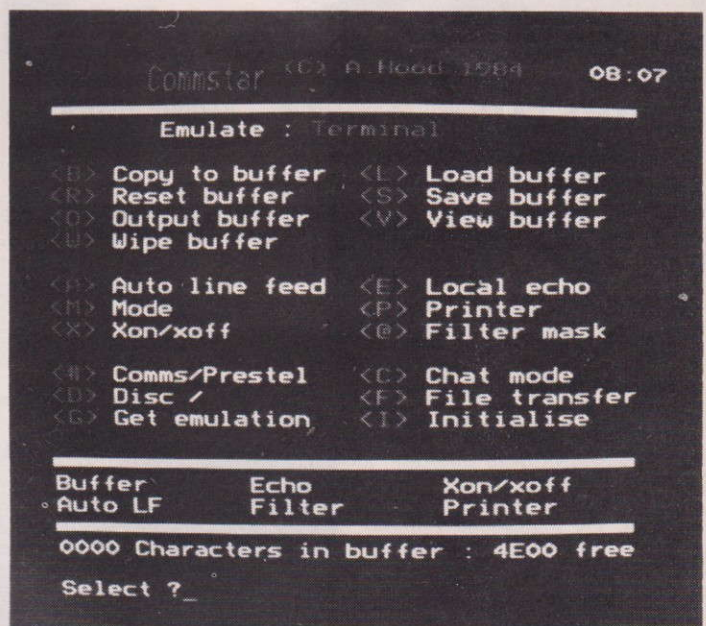 Commstar (C) A.Hood 1984 08:07
Emulate : Terminal
<B> Copy to buffer <L> Load buffer
<R> Reset buffer <S> Save buffer
<O> Output buffer <V> View buffer
<W> Wipe buffer
<A> Auto line feed <E> Local echo
<M> Mode <P> Printer
<X> Xon/xoff <@> Filter mask
<#> Comms/Prestel <C> Chat mode
<D> Disc / <F> File transfer
<G> Get emulation <I> Initialise
Buffer Echo Xon/xoff
Auto LF Filter Printer
0000 Characters in buffer : 4E00 free
Select ?_